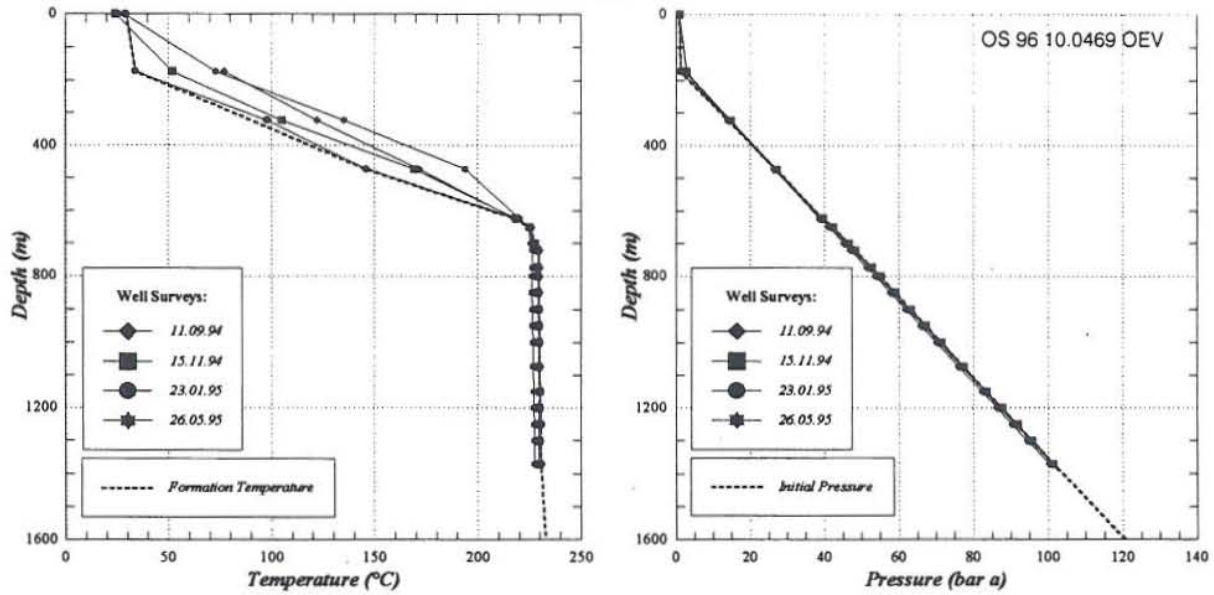 0
400
800
1200
1600
Depth (m)
Well Surveys:
11.09.94
15.11.94
23.01.95
26.05.95
Formation Temperature
0 50 100 150 200 250
Temperature (°C)
OS 96 10.0469 OEV
0
400
800
1200
1600
Depth (m)
Well Surveys:
11.09.94
15.11.94
23.01.95
26.05.95
Initial Pressure
0 20 40 60 80 100 120 140
Pressure (bar a)